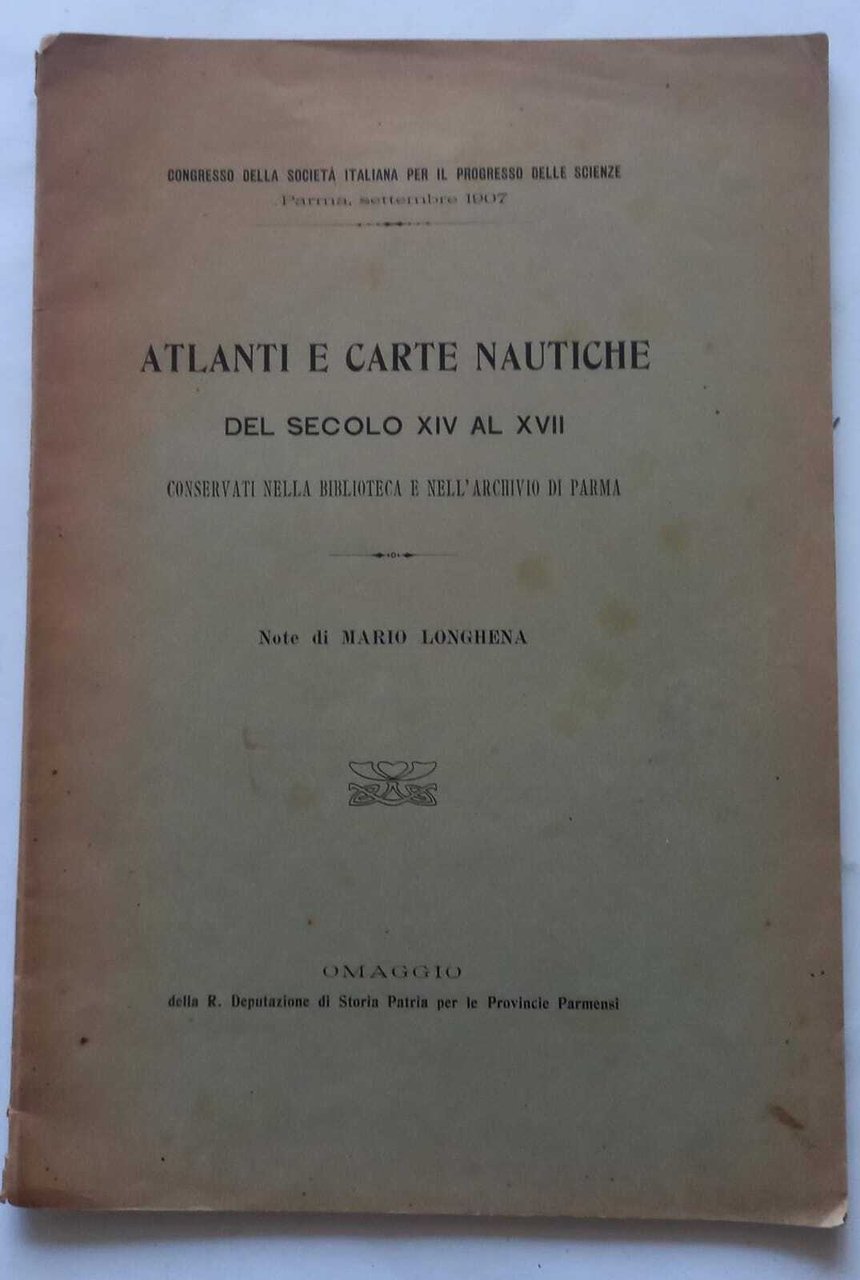 CONGRESSO DELLA SOCIETÀ ITALIANA PER IL PROGRESSO DELLE SCIENZE
Parma, settembre 1907
ATLANTI E CARTE NAUTICHE
DEL SECOLO XIV AL XVII
CONSERVATI NELLA BIBLIOTECA E NELL'ARCHIVIO DI PARMA
Note di MARIO LONGHENA
OMAGGIO
della R. Deputazione di Storia Patria per le Provincie Parmensi